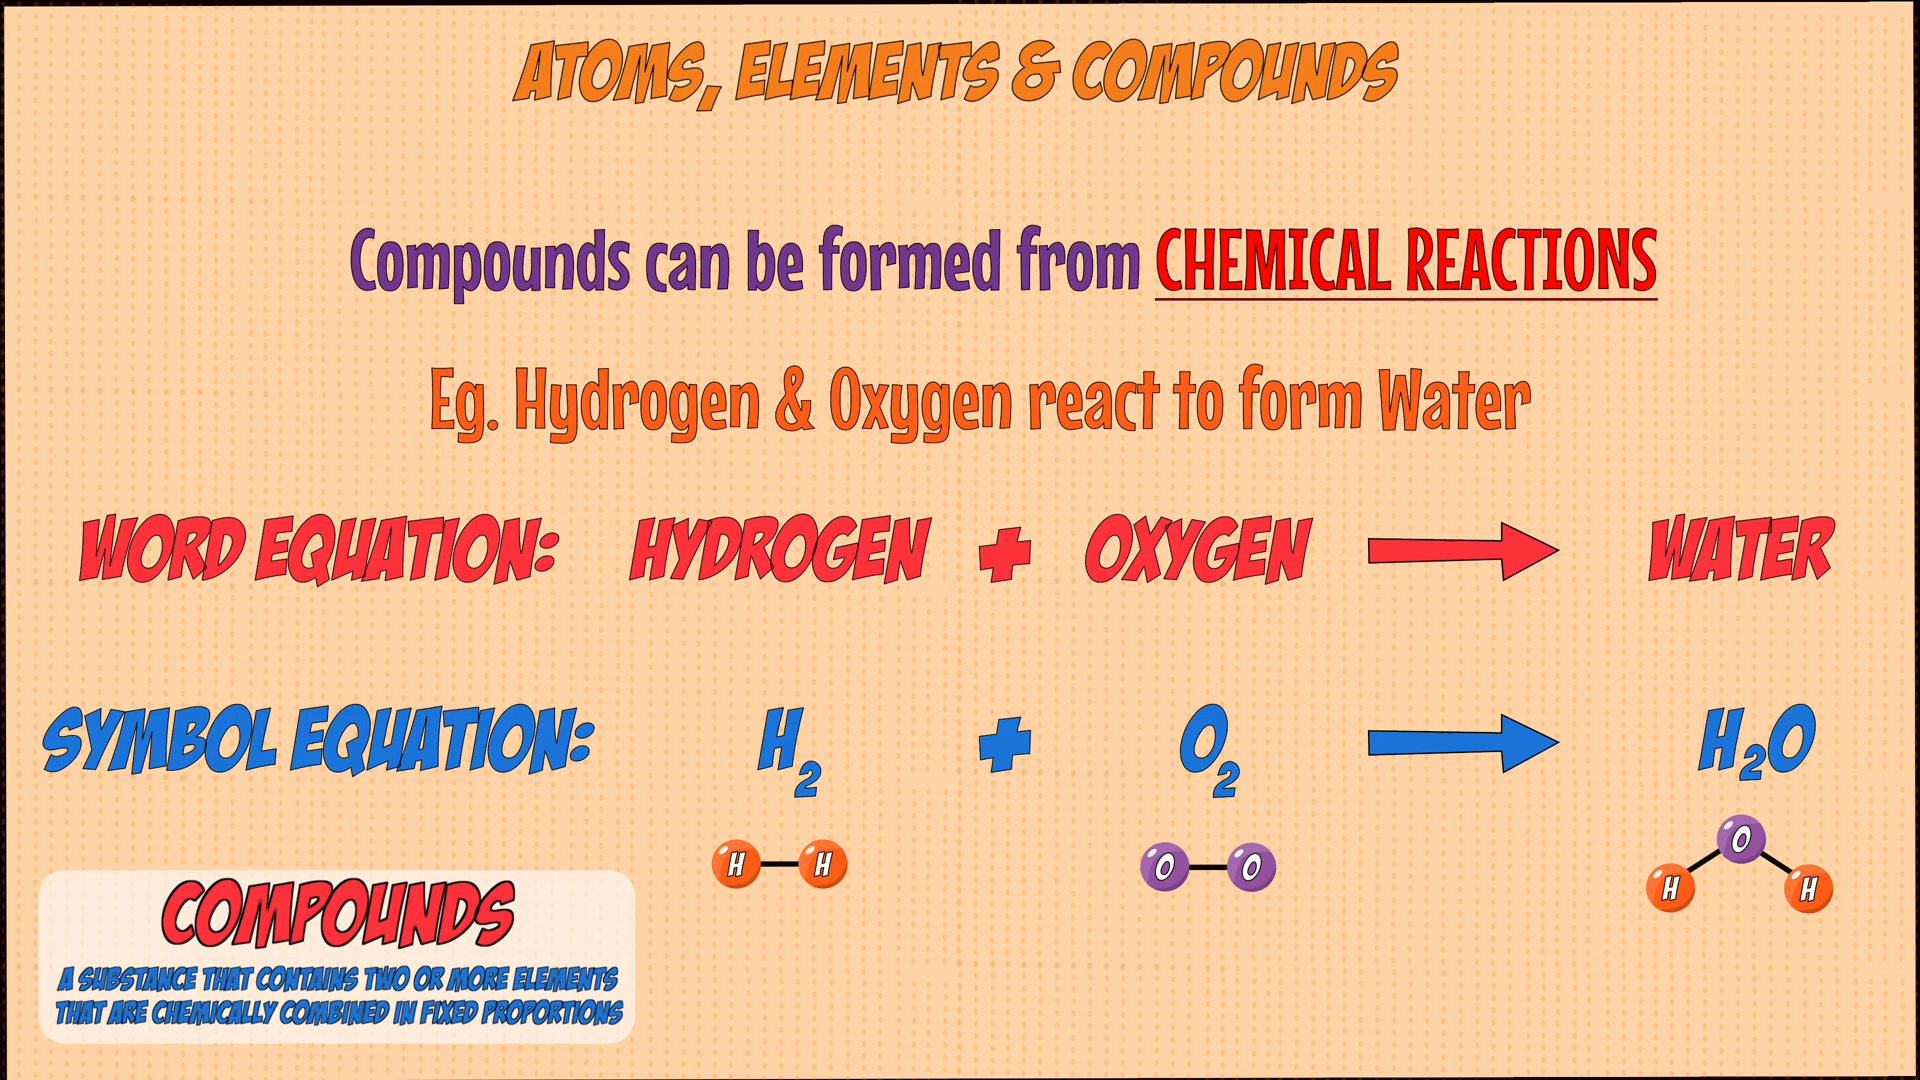 ATOMS, ELEMENTS & COMPOUNDS
Compounds can be formed from CHEMICAL REACTIONS
Eg. Hydrogen & Oxygen react to form Water
WORD EQUATION: HYDROGEN + OXYGEN → WATER
SYMBOL EQUATION: H₂ + O₂ → H₂O
H H O O O H H
COMPOUNDS
A SUBSTANCE THAT CONTAINS TWO OR MORE ELEMENTS
THAT ARE CHEMICALLY COMBINED IN FIXED PROPORTIONS